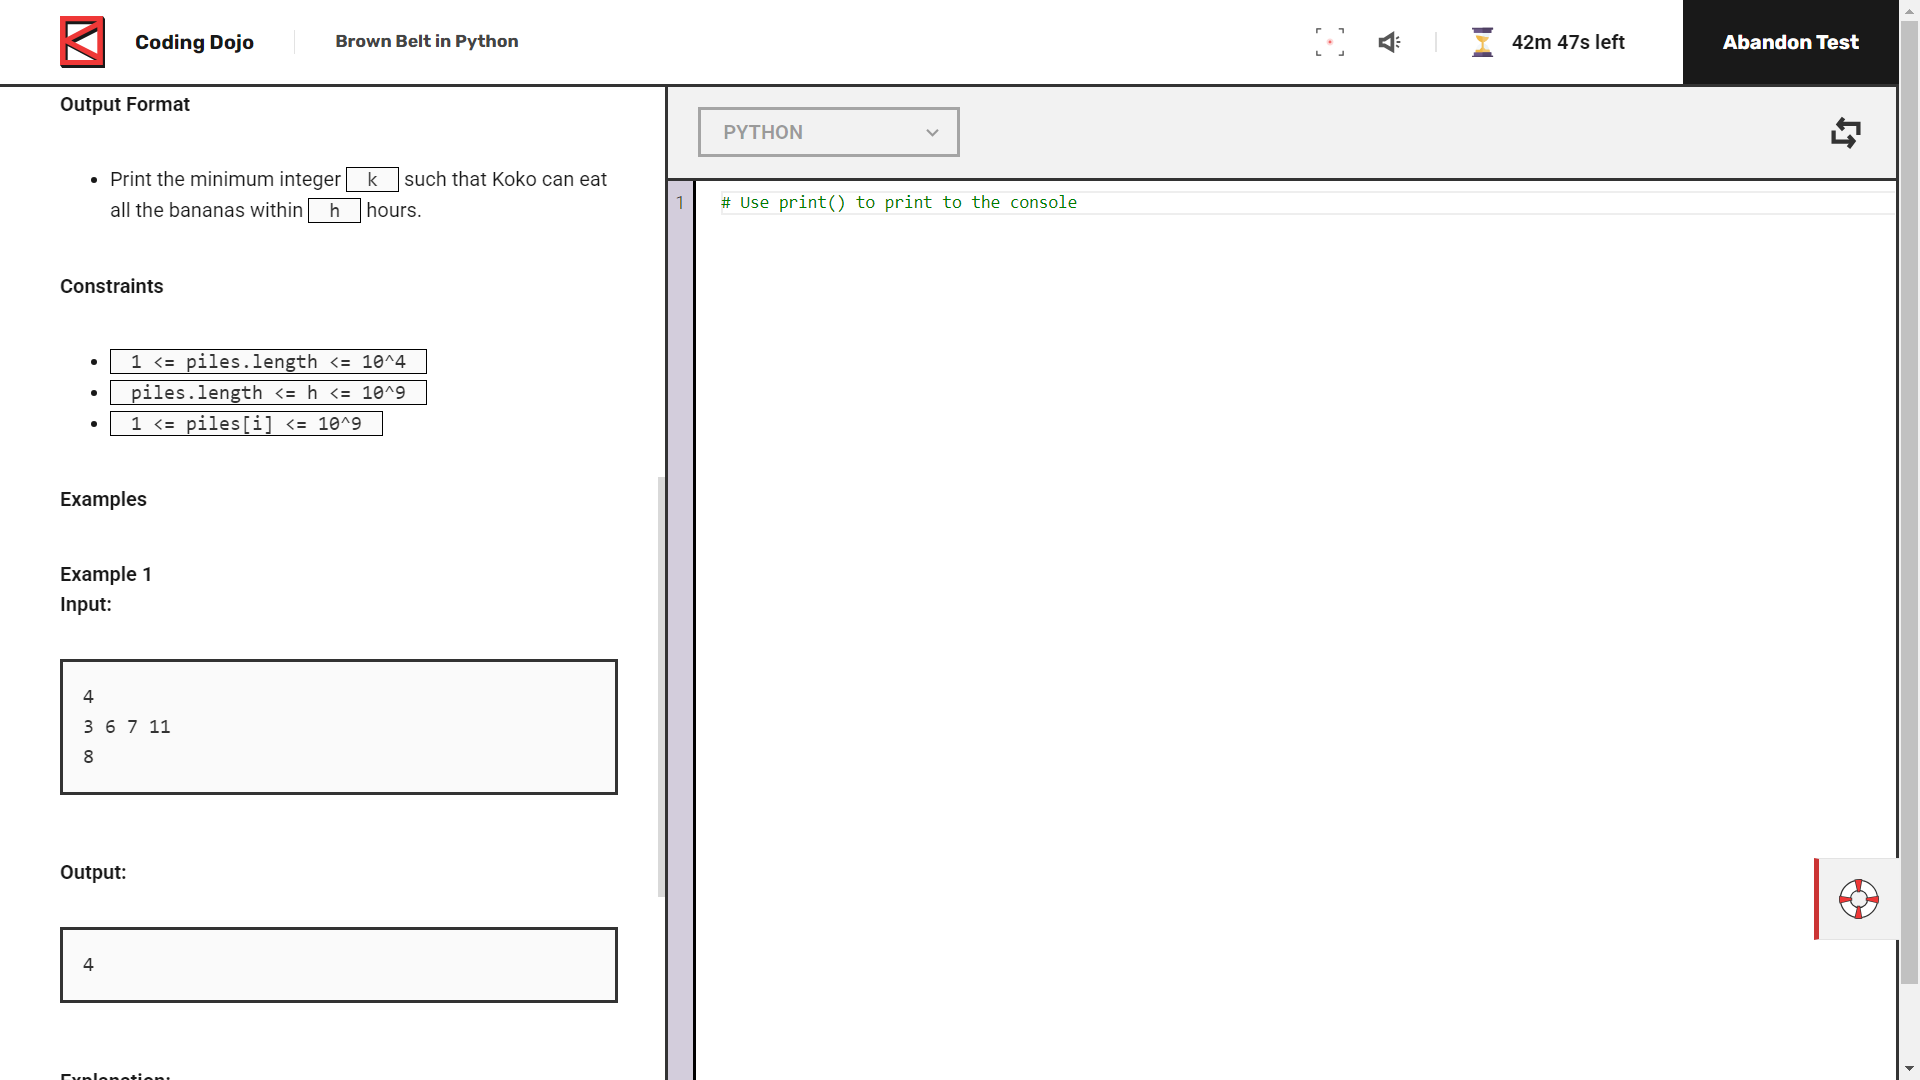 Coding Dojo
Brown Belt in Python
42m 47s left
Abandon Test
Output Format
Print the minimum integer k such that Koko can eat
all the bananas within h hours.
Constraints
1 <= piles.length <= 10^4
piles.length <= h <= 10^9
1 <= piles[i] <= 10^9
Examples
Example 1
Input:
4
3 6 7 11
8
Output:
4
Explanation:
PYTHON
1
# Use print() to print to the console